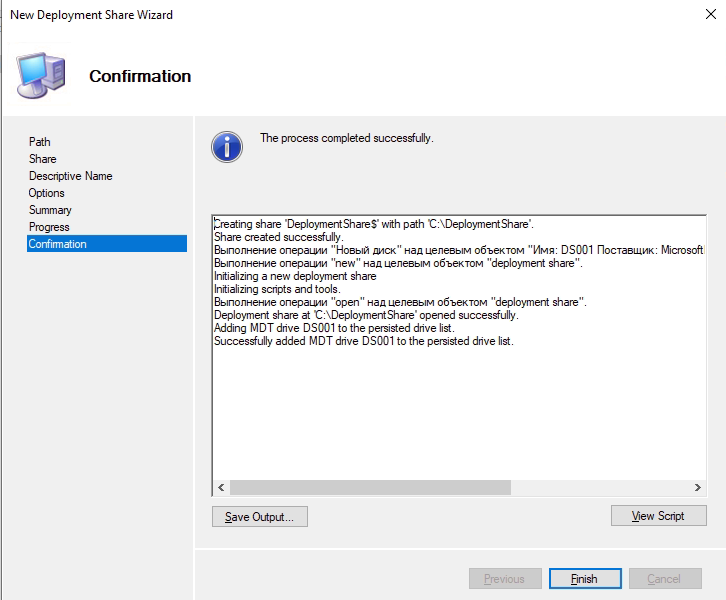 New Deployment Share Wizard
Confirmation
Path
Share
Descriptive Name
Options
Summary
Progress
Confirmation
The process completed successfully.
Creating share 'DeploymentShare$' with path 'C:\DeploymentShare'.
Share created successfully.
Выполнение операции "Новый диск" над целевым объектом "Имя: DS001 Поставщик: Microsoft
Выполнение операции "new" над целевым объектом "deployment share".
Initializing a new deployment share
Initializing scripts and tools.
Выполнение операции "open" над целевым объектом "deployment share".
Deployment share at 'C:\DeploymentShare' opened successfully.
Adding MDT drive DS001 to the persisted drive list.
Successfully added MDT drive DS001 to the persisted drive list.
Save Output...
View Script
Previous
Finish
Cancel